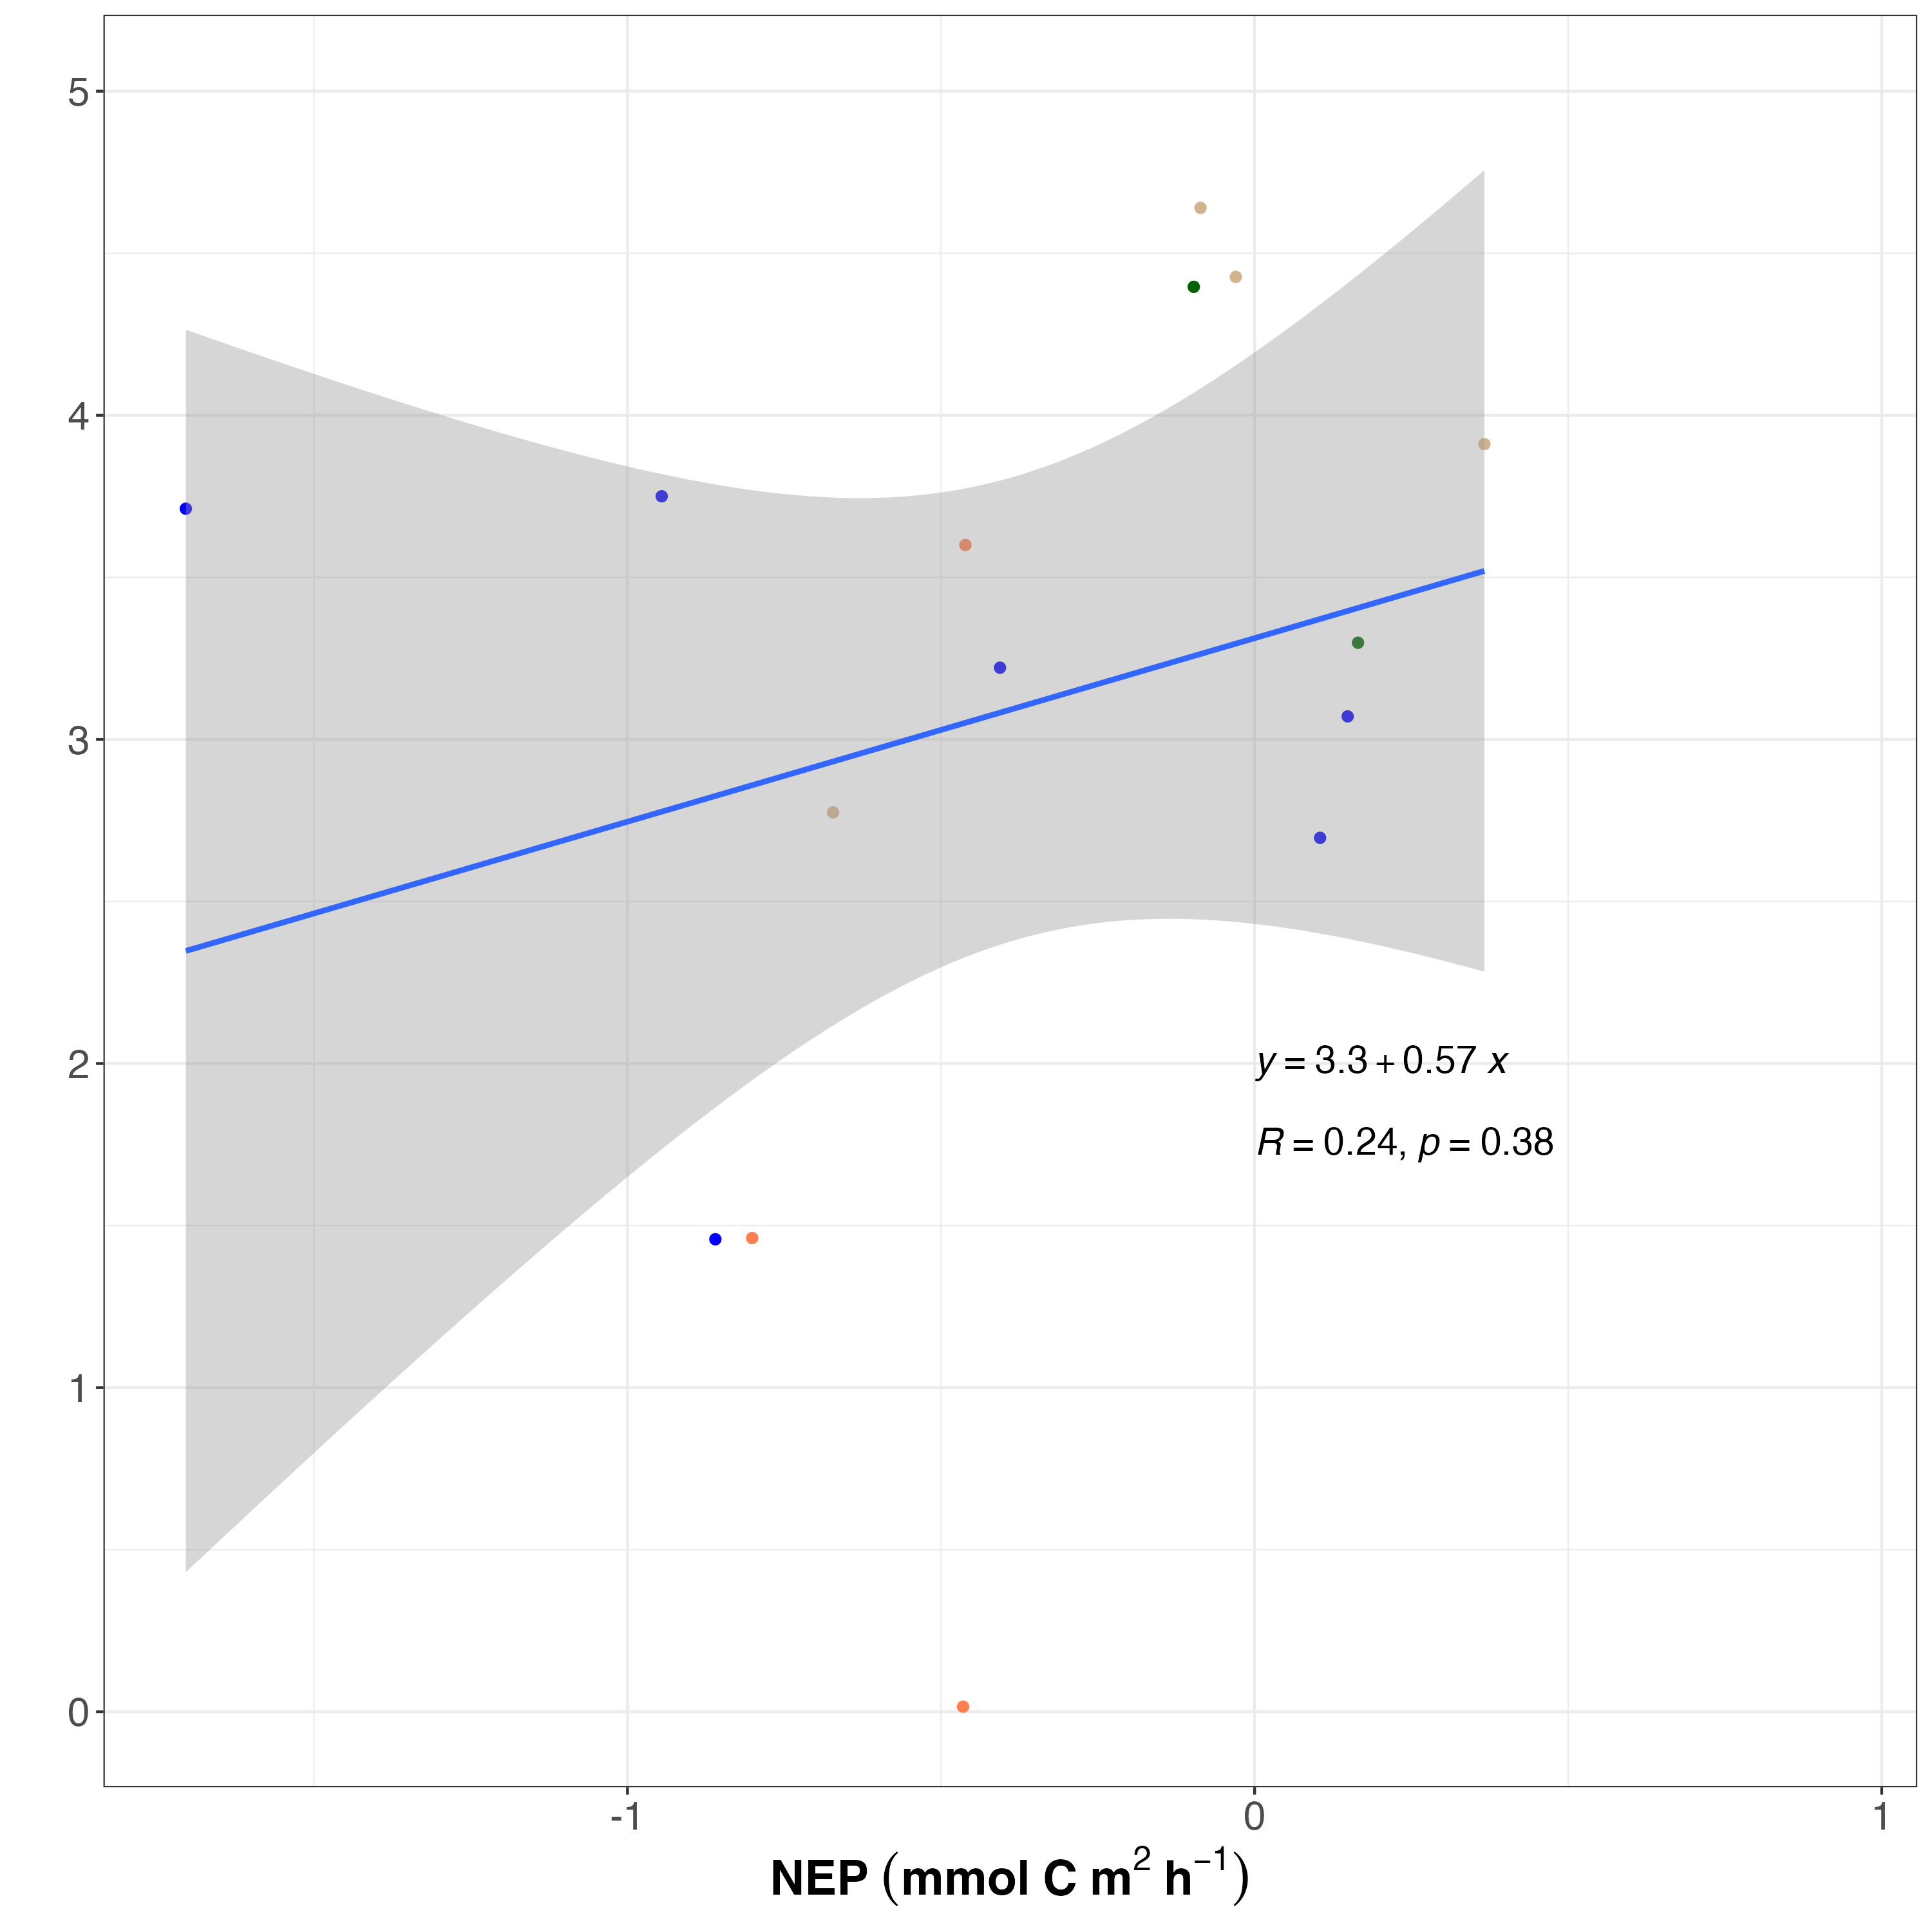 5
4
3
2
1
0
y = 3.3 + 0.57 x
R = 0.24, p = 0.38
-1 0 1
NEP (mmol C m² h⁻¹)